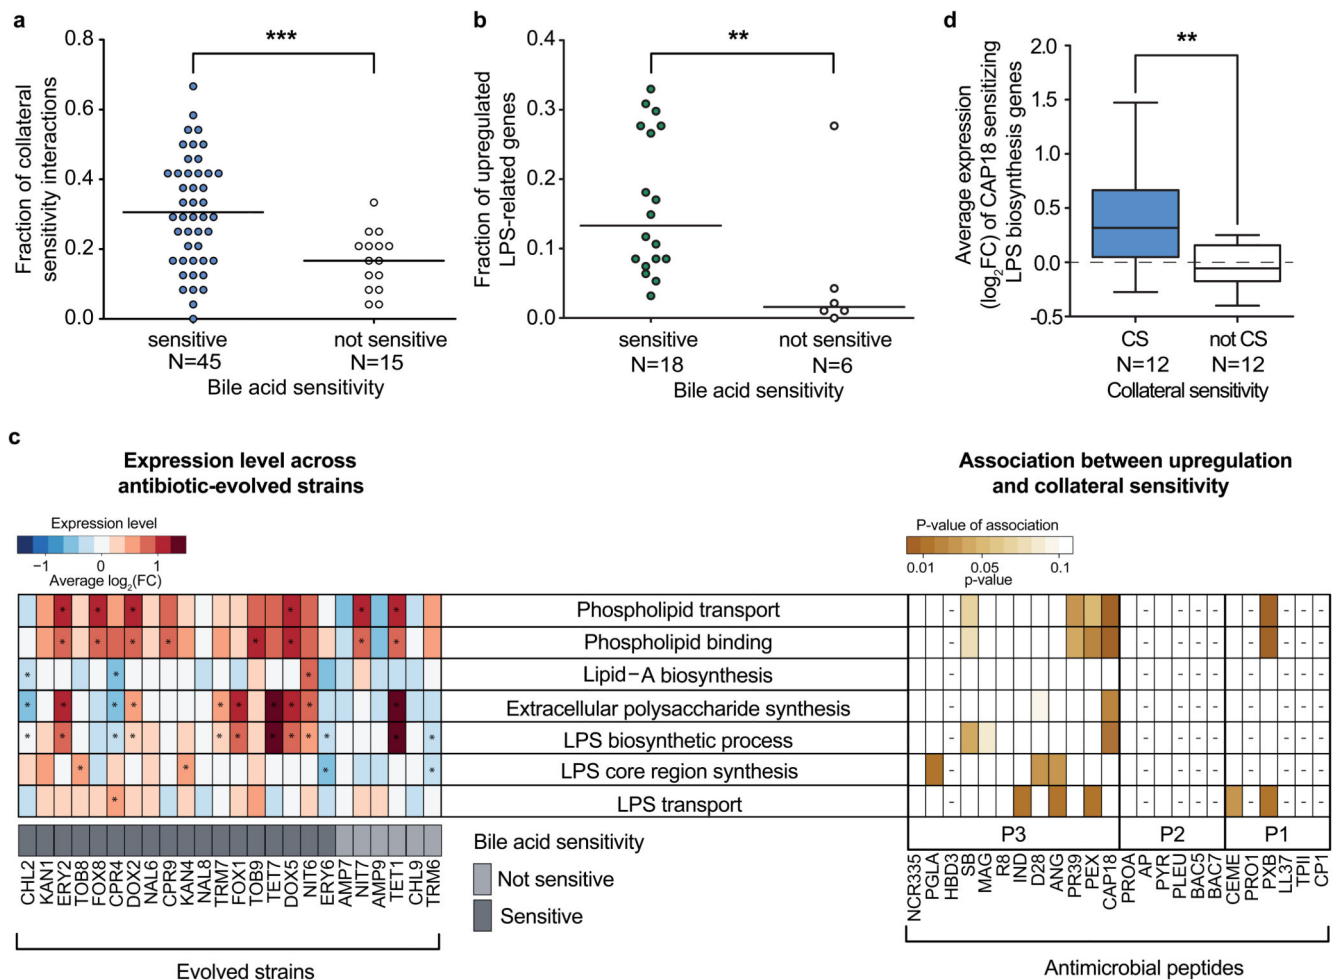 a
Fraction of collateral
sensitivity interactions
0.8
0.6
0.4
0.2
0.0
***
sensitive
N=45
not sensitive
N=15
Bile acid sensitivity
b
Fraction of upregulated
LPS-related genes
0.4
0.3
0.2
0.1
0.0
**
sensitive
N=18
not sensitive
N=6
Bile acid sensitivity
d
Average expression
(log2FC) of CAP18 sensitizing
LPS biosynthesis genes
2.0
1.5
1.0
0.5
0.0
-0.5
**
CS
N=12
not CS
N=12
Collateral sensitivity
c
Expression level across
antibiotic-evolved strains
Expression level
−1 0 1
Average log2(FC)
Association between upregulation
and collateral sensitivity
P-value of association
0.01 0.05 0.1
p-value
Phospholipid transport
Phospholipid binding
Lipid−A biosynthesis
Extracellular polysaccharide synthesis
LPS biosynthetic process
LPS core region synthesis
LPS transport
CHL2
KAN1
ERY2
TOB8
FOX8
CPR4
DOX2
NAL6
CPR9
KAN4
NAL8
TRM7
FOX1
TOB9
TET7
DOX5
NIT6
ERY6
AMP7
NIT7
AMP9
TET1
CHL9
TRM6
Evolved strains
Bile acid sensitivity
Not sensitive
Sensitive
P3
P2
P1
NCR335
PGLA
HBD3
SB
MAG
R8
IND
D28
ANG
PR39
PEX
CAP18
PROA
AP
PYR
PLEU
BAC5
BAC7
CEME
PRO1
PXB
LL37
TPII
CP1
Antimicrobial peptides